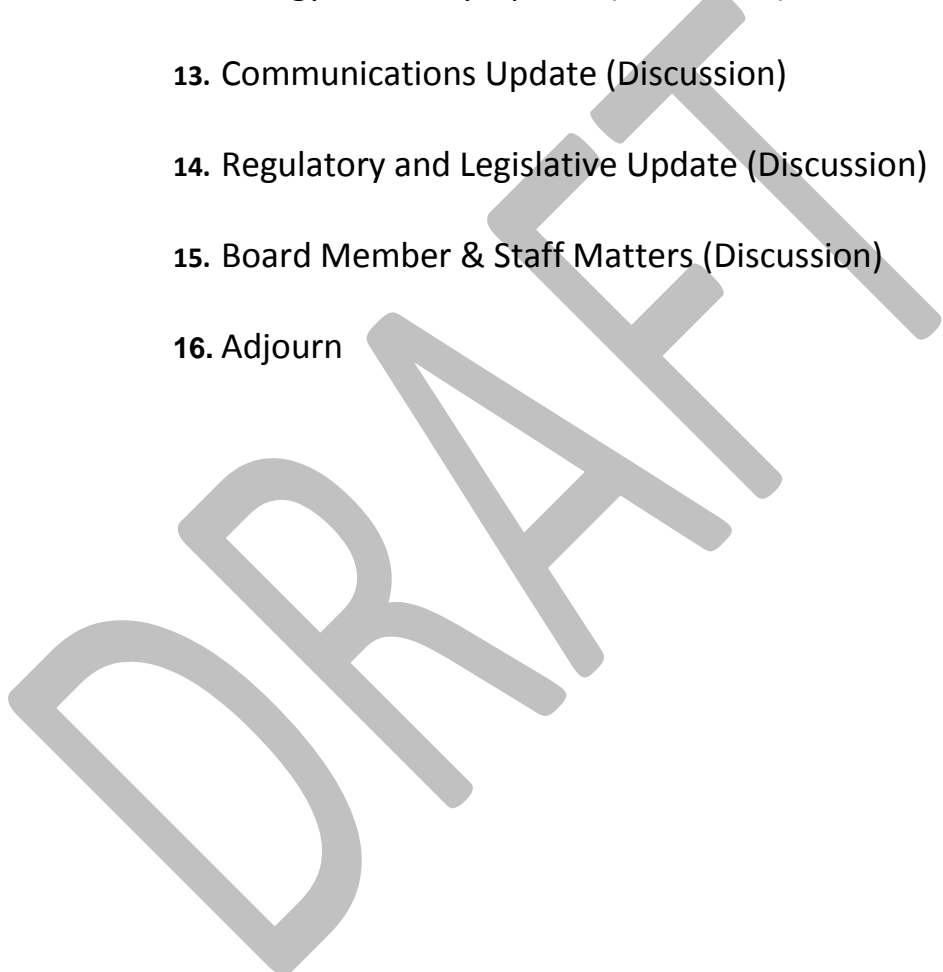 13. Communications Update (Discussion)
14. Regulatory and Legislative Update (Discussion)
15. Board Member & Staff Matters (Discussion)
16. Adjourn
DRAFT